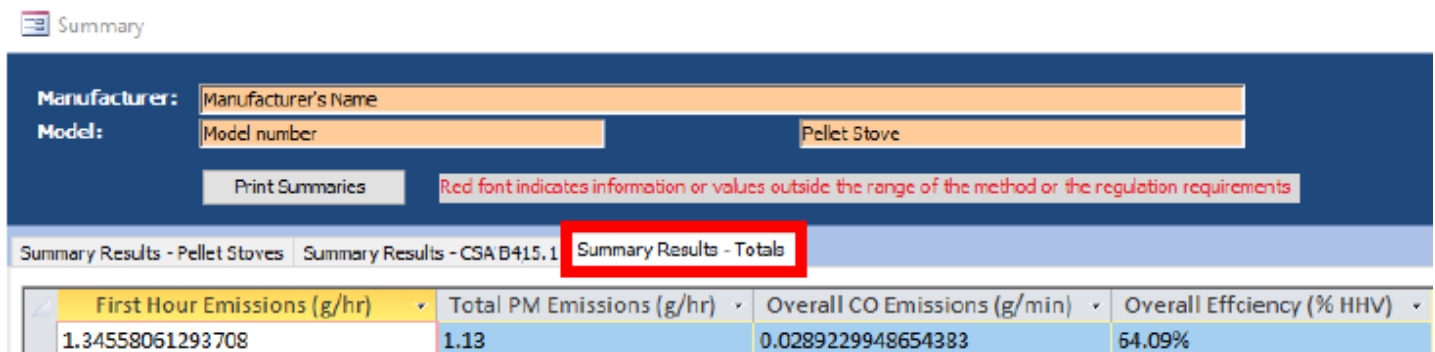 Summary
Manufacturer: Manufacturer's Name
Model: Model number Pellet Stove
Print Summaries Red font indicates information or values outside the range of the method or the regulation requirements
Summary Results - Pellet Stoves Summary Results - CSA B415.1 Summary Results - Totals
First Hour Emissions (g/hr) Total PM Emissions (g/hr) Overall CO Emissions (g/min) Overall Effciency (% HHV)
1.34558061293708 1.13 0.0289229948654383 64.09%